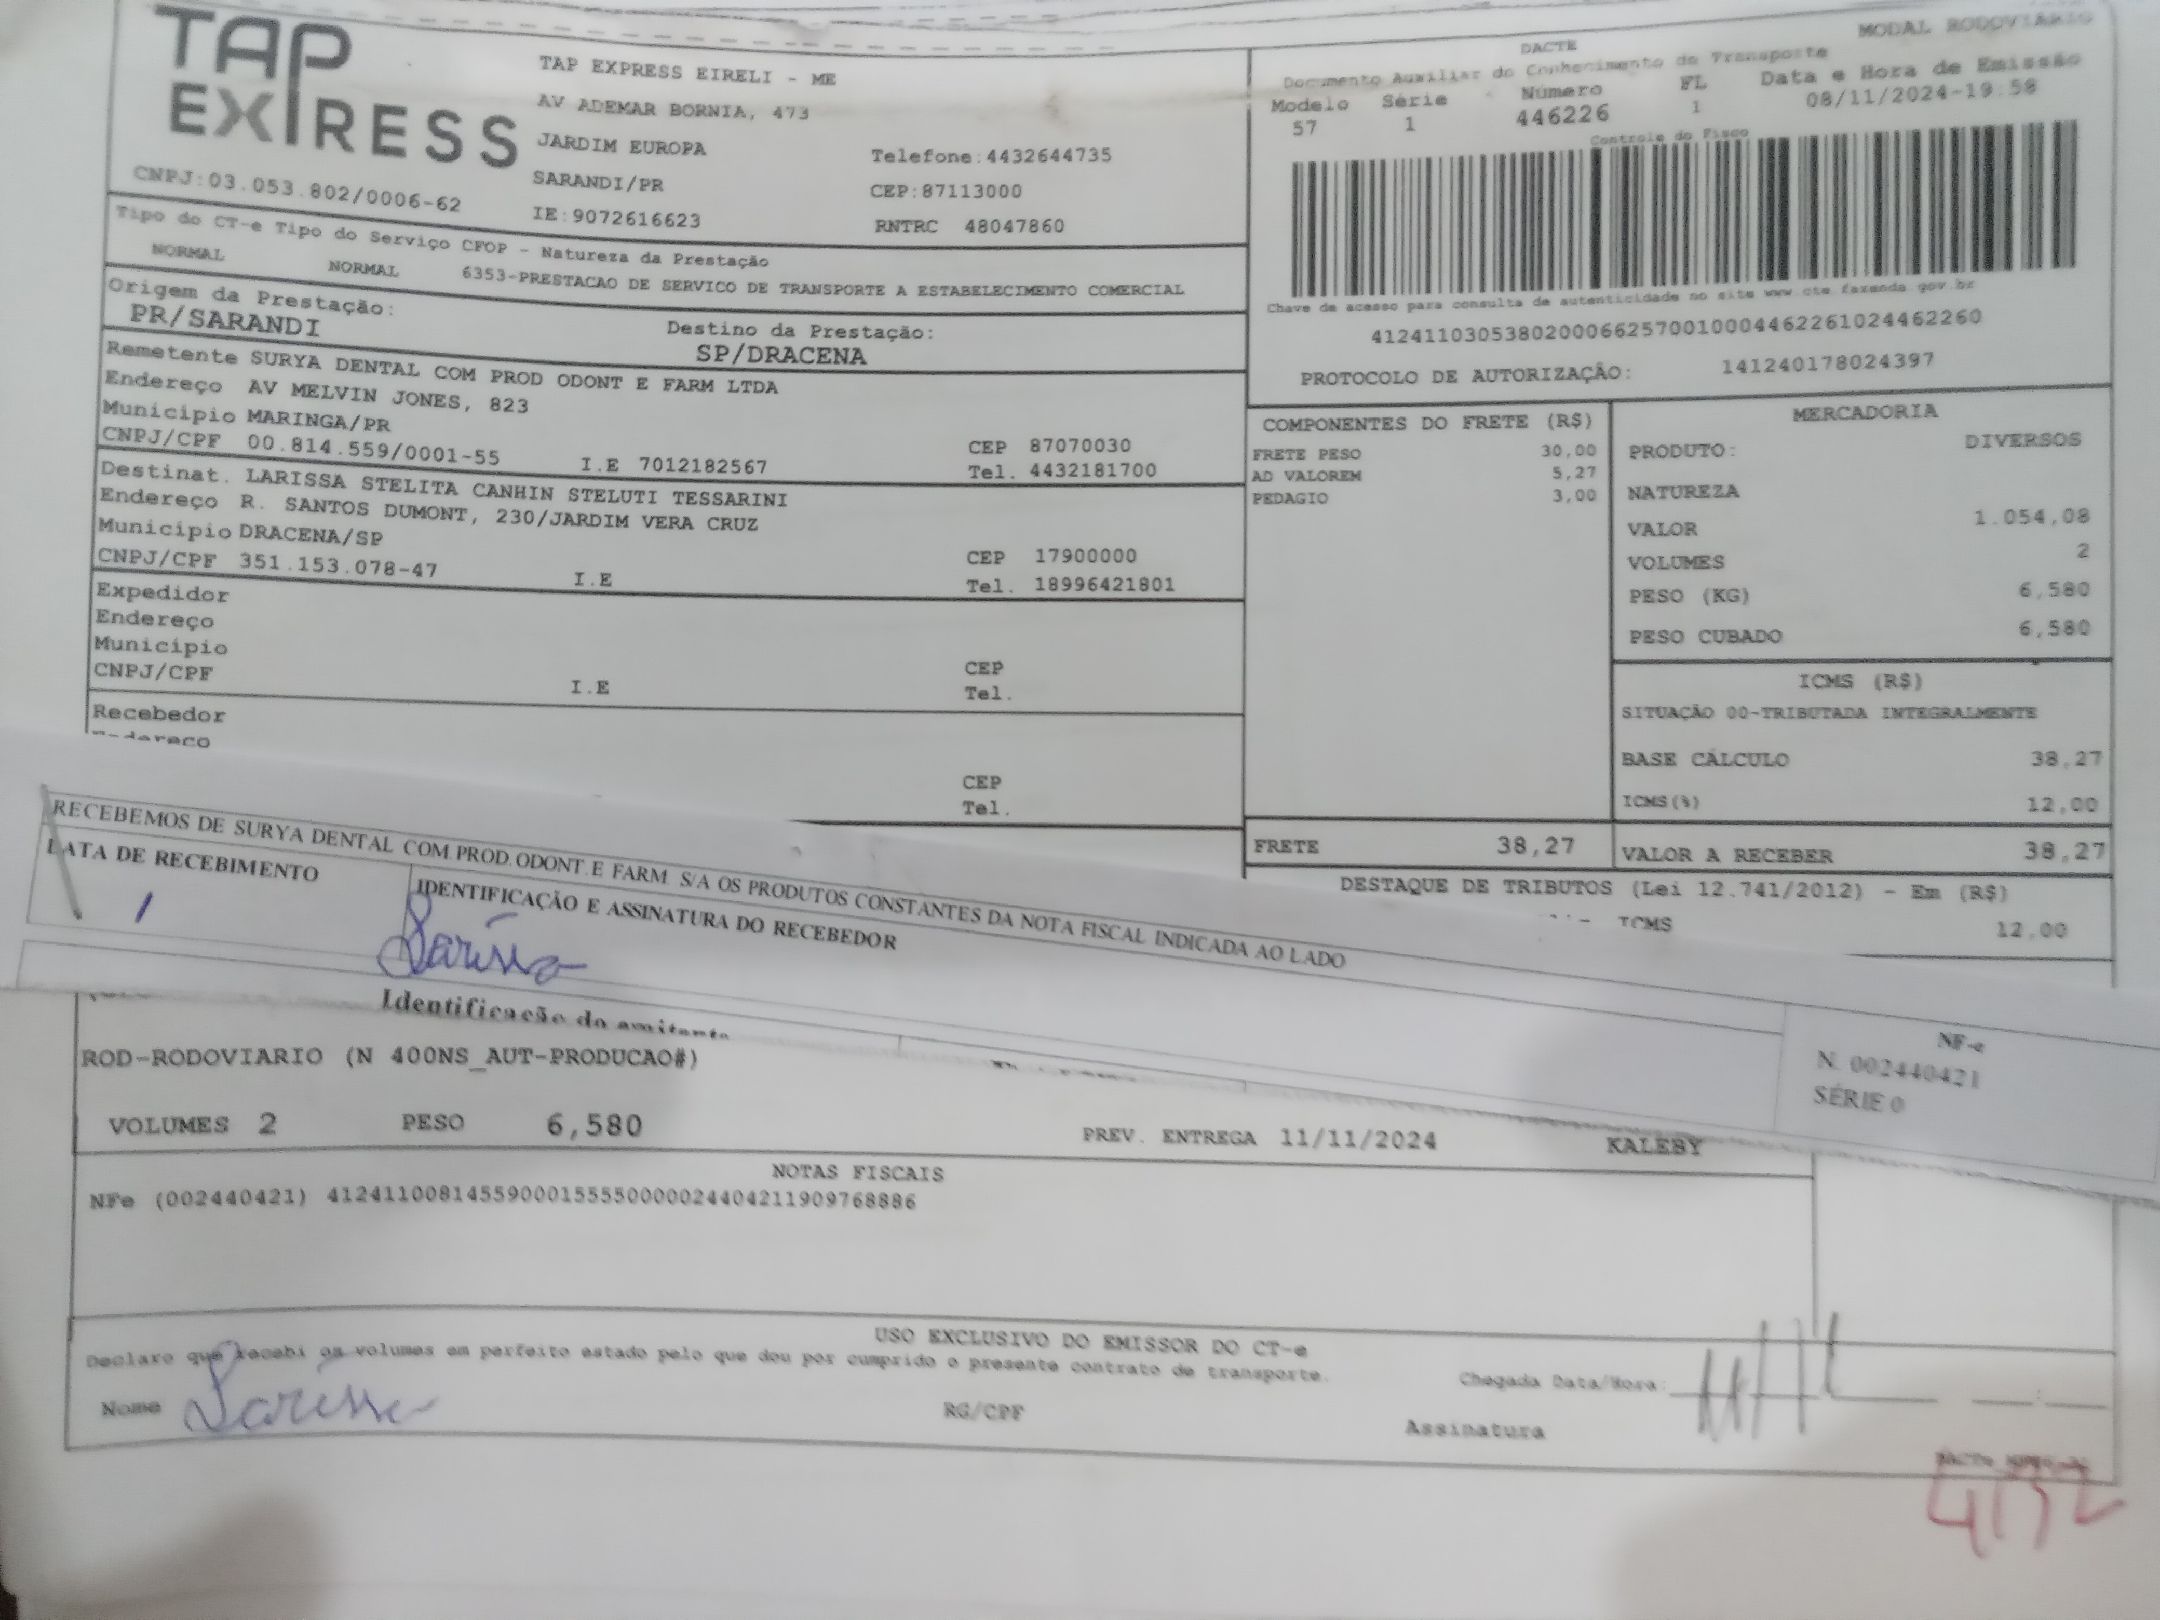 TAP
EXPRESS
CNPJ:03.053.802/0006-62
TAP EXPRESS EIRELI - ME
AV ADEMAR BORNIA, 473
JARDIM EUROPA
SARANDI/PR
IE:9072616623
Telefone:4432644735
CEP:87113000
RNTRC 48047860
MODAL RODOVIÁRIO
DACTE
Documento Auxiliar do Conhecimento de Transporte
Modelo Série Número FL Data e Hora de Emissão
57 1 446226 1 08/11/2024-19:58
Controle do Fisco
Chave de acesso para consulta de autenticidade no site www.cte.fazenda.gov.br
41241103053802000662570010004462261024462260
PROTOCOLO DE AUTORIZAÇÃO: 141240178024397
Tipo do CT-e Tipo do Serviço CFOP - Natureza da Prestação
NORMAL NORMAL 6353-PRESTACAO DE SERVICO DE TRANSPORTE A ESTABELECIMENTO COMERCIAL
Origem da Prestação: Destino da Prestação:
PR/SARANDI SP/DRACENA
Remetente SURYA DENTAL COM PROD ODONT E FARM LTDA
Endereço AV MELVIN JONES, 823
Município MARINGA/PR CEP 87070030
CNPJ/CPF 00.814.559/0001-55 I.E 7012182567 Tel. 4432181700
Destinat. LARISSA STELITA CANHIN STELUTI TESSARINI
Endereço R. SANTOS DUMONT, 230/JARDIM VERA CRUZ
Município DRACENA/SP CEP 17900000
CNPJ/CPF 351.153.078-47 I.E Tel. 18996421801
Expedidor
Endereço
Município CEP
CNPJ/CPF I.E Tel.
Recebedor
Endereço
CEP
Tel.
COMPONENTES DO FRETE (R$)
FRETE PESO 30,00
AD VALOREM 5,27
PEDAGIO 3,00
FRETE 38,27
MERCADORIA
PRODUTO: DIVERSOS
NATUREZA
VALOR 1.054,08
VOLUMES 2
PESO (KG) 6,580
PESO CUBADO 6,580
ICMS (R$)
SITUAÇÃO 00-TRIBUTADA INTEGRALMENTE
BASE CÁLCULO 38,27
ICMS(%) 12,00
VALOR A RECEBER 38,27
DESTAQUE DE TRIBUTOS (Lei 12.741/2012) - Em (R$)
ICMS 12,00
RECEBEMOS DE SURYA DENTAL COM.PROD.ODONT.E FARM S/A OS PRODUTOS CONSTANTES DA NOTA FISCAL INDICADA AO LADO
DATA DE RECEBIMENTO IDENTIFICAÇÃO E ASSINATURA DO RECEBEDOR
Larissa
NF-e
N. 002440421
SÉRIE 0
Identificação do emitente
ROD-RODOVIARIO (N 400NS_AUT-PRODUCAO#)
VOLUMES 2 PESO 6,580 PREV. ENTREGA 11/11/2024 KALEBY
NOTAS FISCAIS
NFe (002440421) 41241100814559000155550000024404211909768886
USO EXCLUSIVO DO EMISSOR DO CT-e
Declaro que recebi os volumes em perfeito estado pelo que dou por cumprido o presente contrato de transporte.
Nome Larissa RG/CPF Chegada Data/Hora:
Assinatura